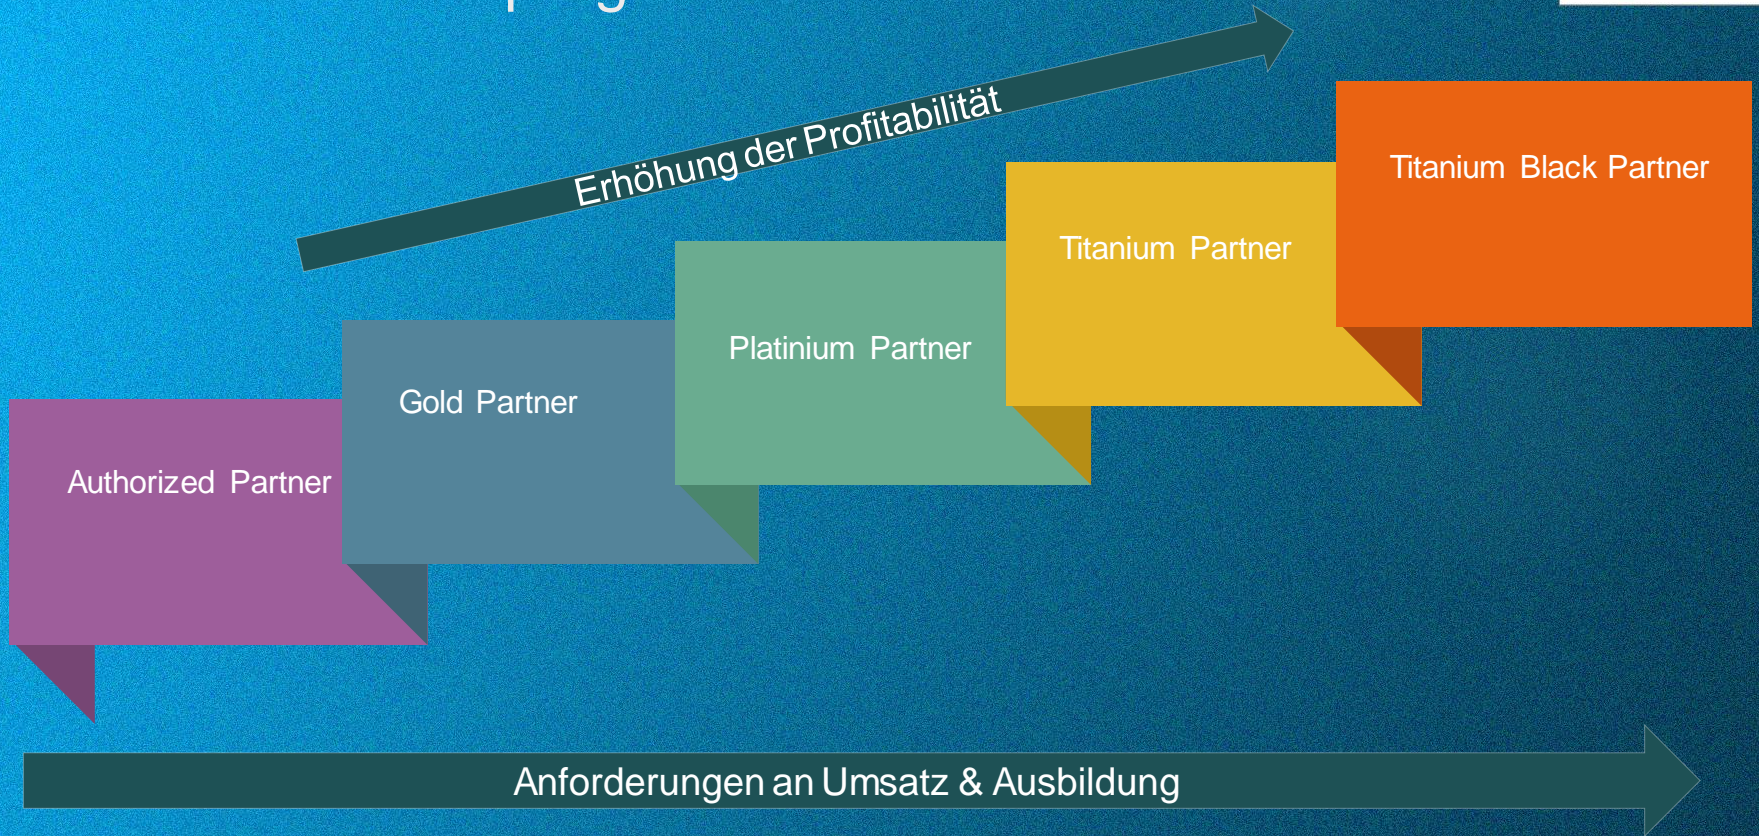 Erhöhung der Profitabilität
Titanium Black Partner
Titanium Partner
Platinium Partner
Gold Partner
Authorized Partner
Anforderungen an Umsatz & Ausbildung